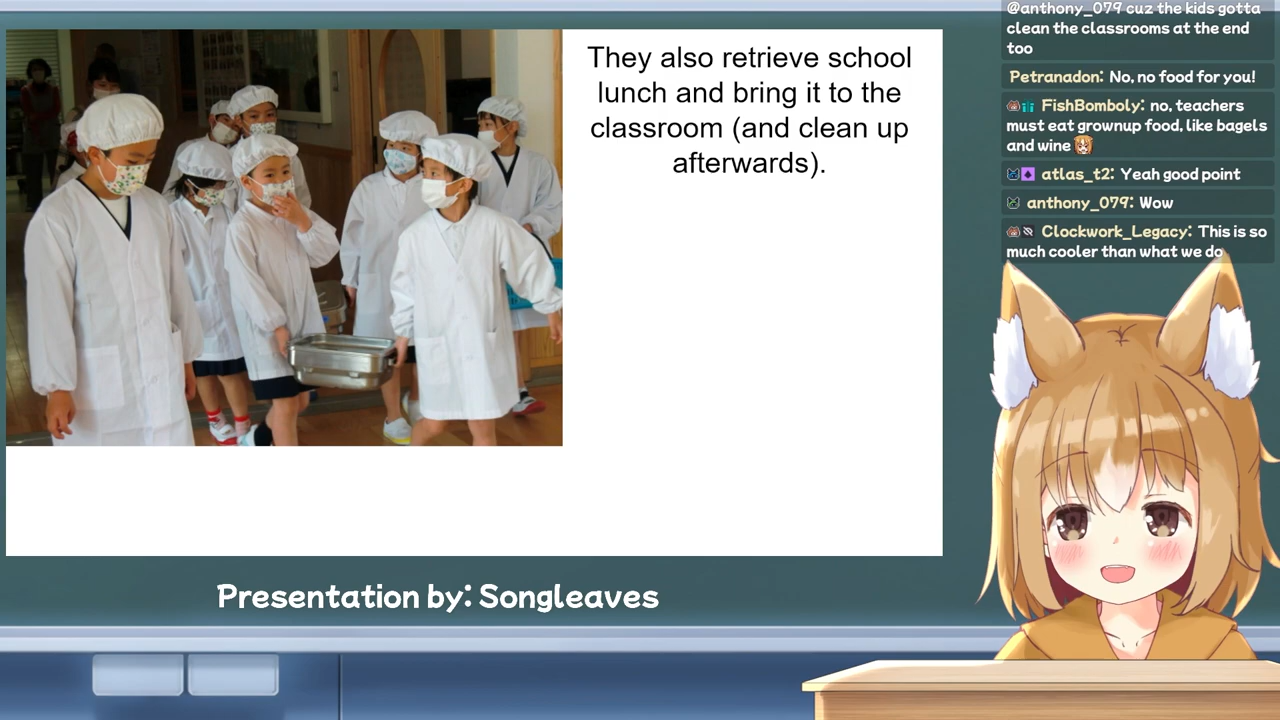 They also retrieve school
lunch and bring it to the
classroom (and clean up
afterwards).
Presentation by: Songleaves
@anthony_079 cuz the kids gotta
clean the classrooms at the end
too
Petranadon: No, no food for you!
FishBomboly: no, teachers
must eat grownup food, like bagels
and wine
atlas_t2: Yeah good point
anthony_079: Wow
Clockwork_Legacy: This is so
much cooler than what we do